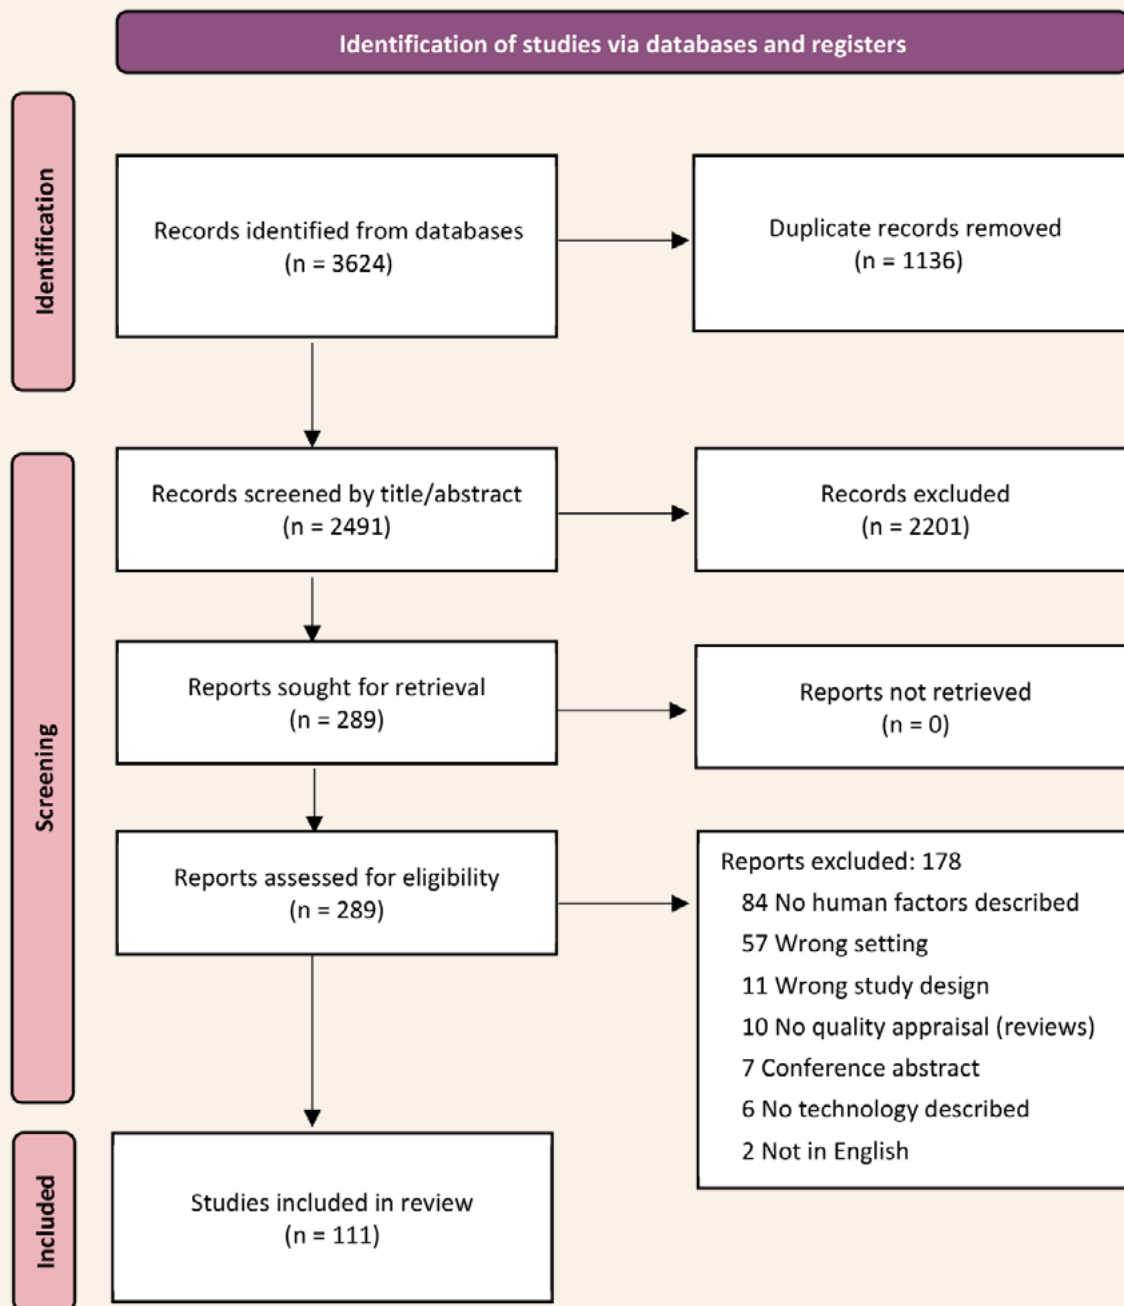 Identification of studies via databases and registers
Identification
Records identified from databases
(n = 3624)
Duplicate records removed
(n = 1136)
Screening
Records screened by title/abstract
(n = 2491)
Records excluded
(n = 2201)
Reports sought for retrieval
(n = 289)
Reports not retrieved
(n = 0)
Reports assessed for eligibility
(n = 289)
Reports excluded: 178
84 No human factors described
57 Wrong setting
11 Wrong study design
10 No quality appraisal (reviews)
7 Conference abstract
6 No technology described
2 Not in English
Included
Studies included in review
(n = 111)